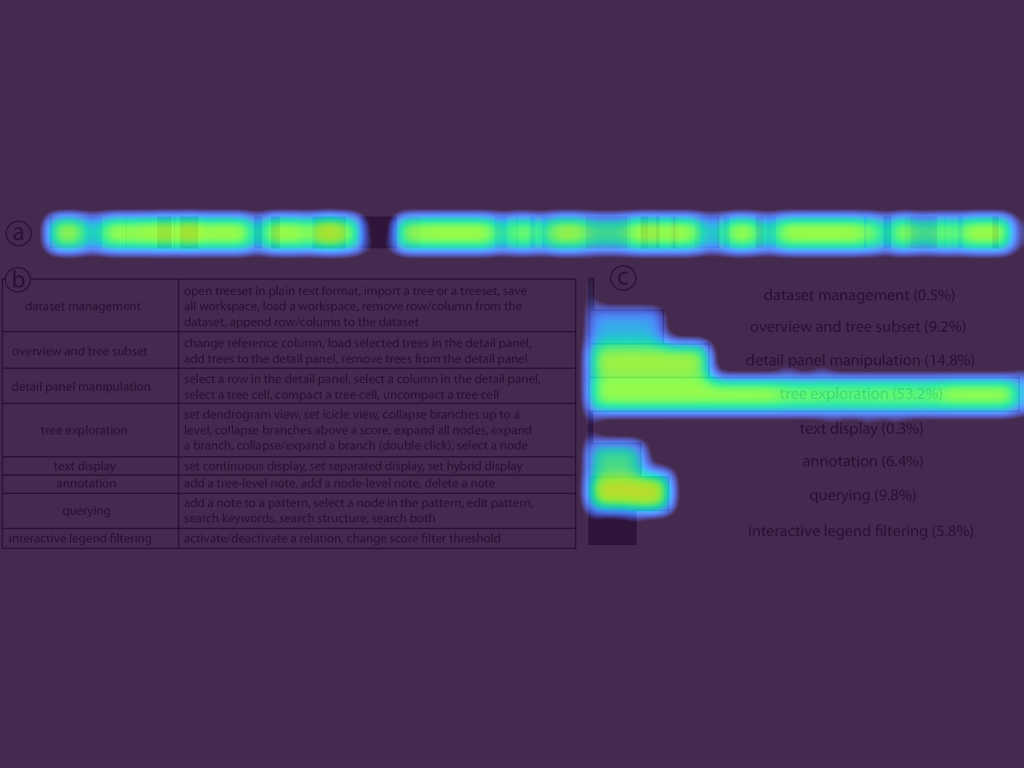 a
b
dataset management
open treeset in plain text format, import a tree or a treeset, save
all workspace, load a workspace, remove row/column from the
dataset, append row/column to the dataset
overview and tree subset
change reference column, load selected trees in the detail panel,
add trees to the detail panel, remove trees from the detail panel
detail panel manipulation
select a row in the detail panel, select a column in the detail panel,
select a tree cell, compact a tree cell, uncompact a tree cell
tree exploration
set dendrogram view, set icicle view, collapse branches up to a
level, collapse branches above a score, expand all nodes, expand
a branch, collapse/expand a branch (double click), select a node
text display
set continuous display, set separated display, set hybrid display
annotation
add a tree-level note, add a node-level note, delete a note
querying
add a note to a pattern, select a node in the pattern, edit pattern,
search keywords, search structure, search both
interactive legend filtering
activate/deactivate a relation, change score filter threshold
c
dataset management (0.5%)
overview and tree subset (9.2%)
detail panel manipulation (14.8%)
tree exploration (53.2%)
text display (0.3%)
annotation (6.4%)
querying (9.8%)
interactive legend filtering (5.8%)